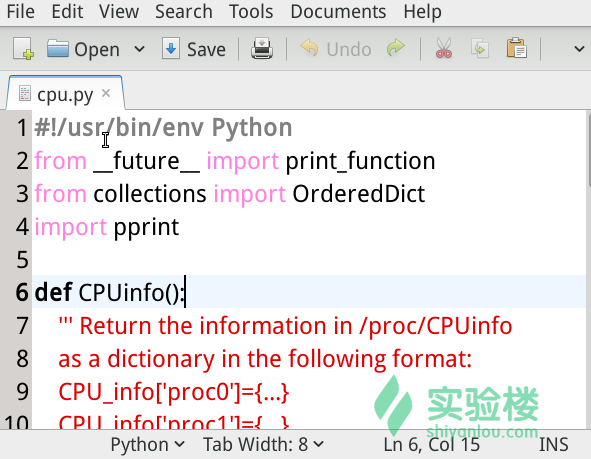 File Edit View Search Tools Documents Help
Open Save Undo
cpu.py ×
1 #!/usr/bin/env Python
2 from __future__ import print_function
3 from collections import OrderedDict
4 import pprint
5
6 def CPUinfo():
7 ''' Return the information in /proc/CPUinfo
8 as a dictionary in the following format:
9 CPU_info['proc0']={...}
10 CPU_info['proc1']={...}
实验楼
shiyanlou.com
Python Tab Width: 8 Ln 6, Col 15 INS